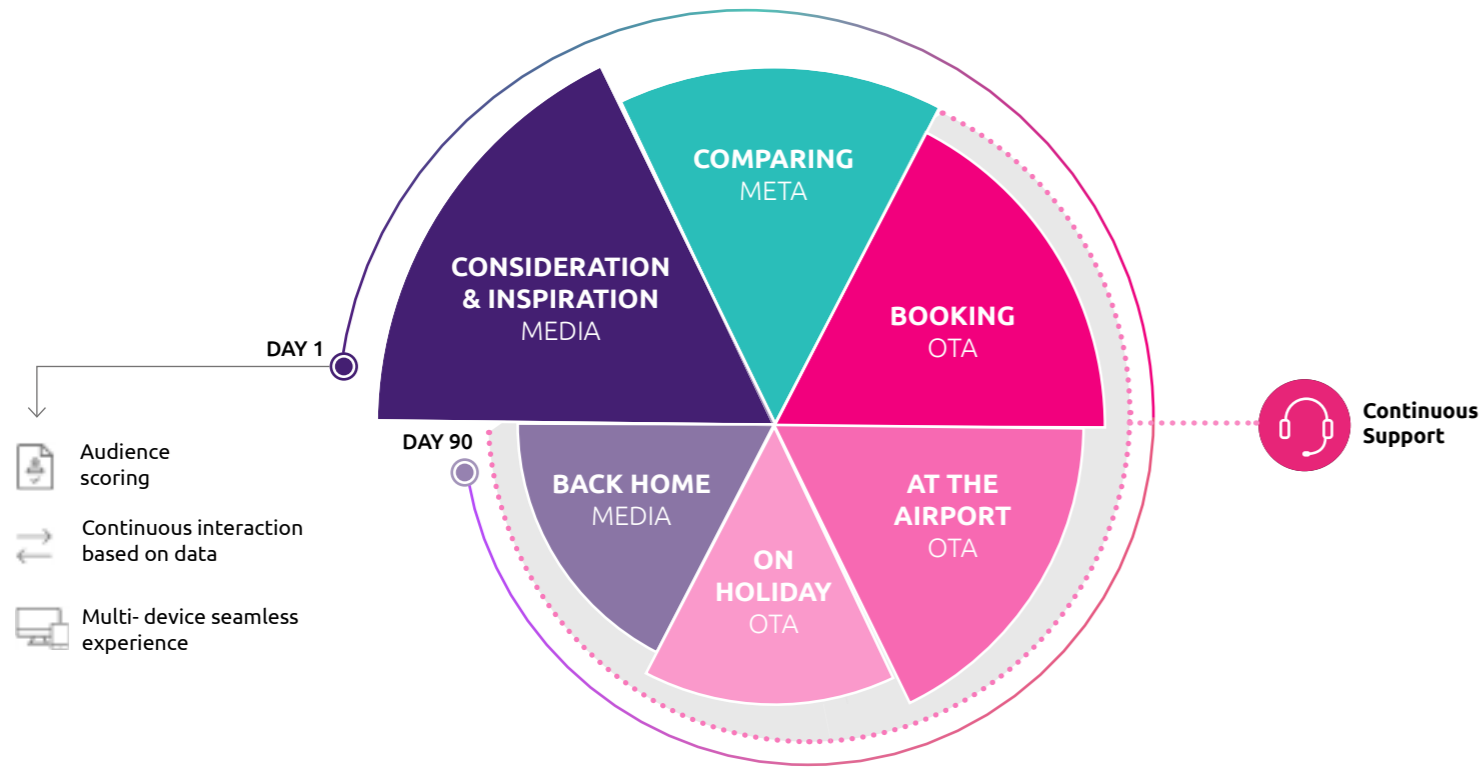 COMPARING
META
CONSIDERATION
& INSPIRATION
MEDIA
BOOKING
OTA
DAY 1
Continuous
Support
DAY 90
BACK HOME
MEDIA
AT THE
AIRPORT
OTA
ON
HOLIDAY
OTA
Audience
scoring
Continuous interaction
based on data
Multi- device seamless
experience